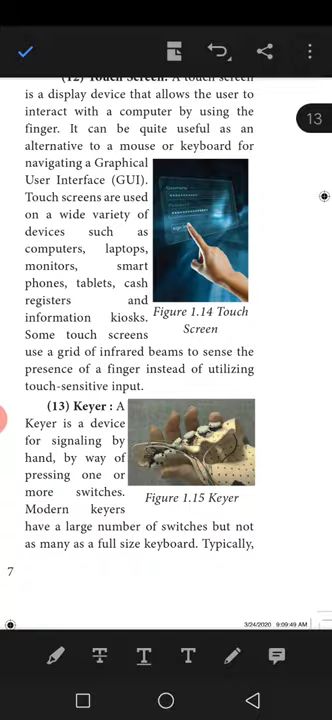 (12) Touch Screen: A touch screen
is a display device that allows the user to
interact with a computer by using the
finger. It can be quite useful as an
alternative to a mouse or keyboard for
navigating a Graphical
User Interface (GUI).
Touch screens are used
on a wide variety of
devices such as
computers, laptops,
monitors, smart
phones, tablets, cash
registers and
information kiosks.
Some touch screens
Figure 1.14 Touch
Screen
use a grid of infrared beams to sense the
presence of a finger instead of utilizing
touch-sensitive input.
(13) Keyer : A
Keyer is a device
for signaling by
hand, by way of
pressing one or
more switches.
Modern keyers
Figure 1.15 Keyer
have a large number of switches but not
as many as a full size keyboard. Typically,
7
13
3/24/2020 9:09:49 AM
T
T
T